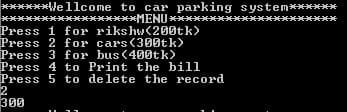 *******Wellcome to car parking system******
**********************MENU**********************
Press 1 for rikshw(200tk)
Press 2 for cars(300tk)
Press 3 for bus(400tk)
Press 4 to Print the bill
Press 5 to delete the record
2
300